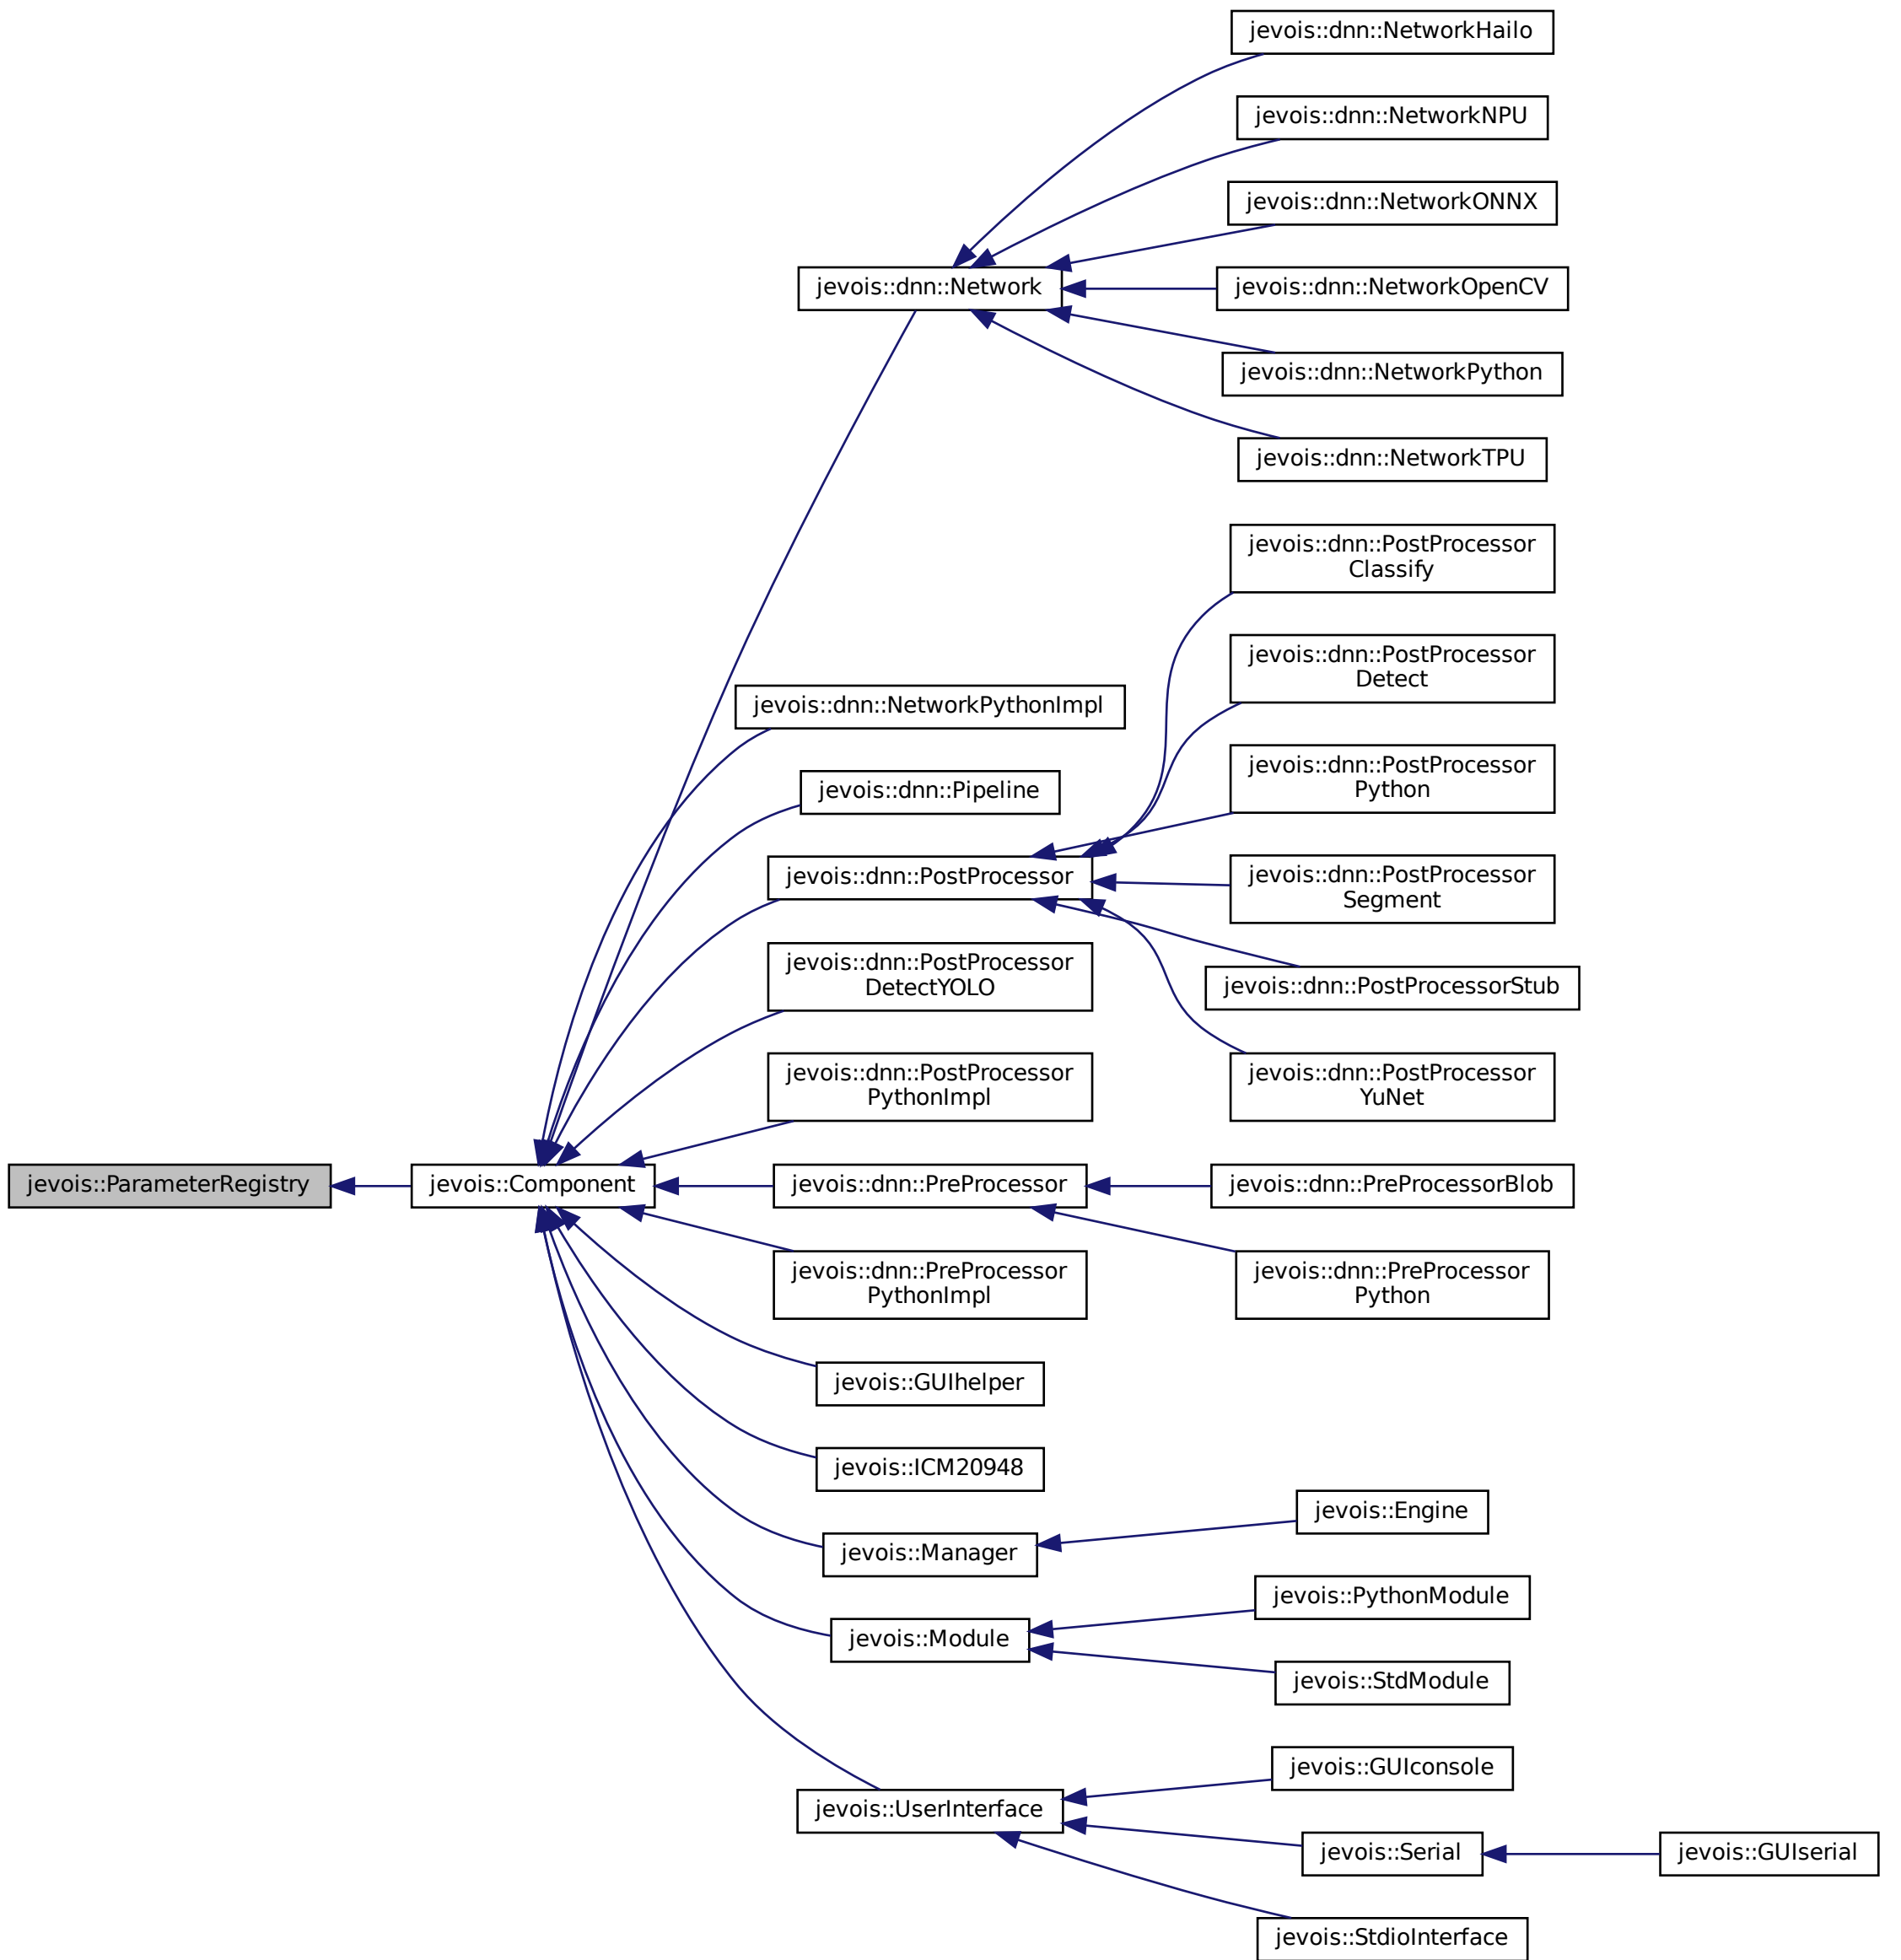 jevois::dnn::NetworkHailo
jevois::dnn::NetworkNPU
jevois::dnn::NetworkONNX
jevois::dnn::Network
jevois::dnn::NetworkOpenCV
jevois::dnn::NetworkPython
jevois::dnn::NetworkTPU
jevois::dnn::PostProcessor
Classify
jevois::dnn::PostProcessor
Detect
jevois::dnn::NetworkPythonImpl
jevois::dnn::PostProcessor
Python
jevois::dnn::Pipeline
jevois::dnn::PostProcessor
jevois::dnn::PostProcessor
Segment
jevois::dnn::PostProcessor
DetectYOLO
jevois::dnn::PostProcessorStub
jevois::dnn::PostProcessor
PythonImpl
jevois::dnn::PostProcessor
YuNet
jevois::ParameterRegistry
jevois::Component
jevois::dnn::PreProcessor
jevois::dnn::PreProcessorBlob
jevois::dnn::PreProcessor
PythonImpl
jevois::dnn::PreProcessor
Python
jevois::GUIhelper
jevois::ICM20948
jevois::Engine
jevois::Manager
jevois::PythonModule
jevois::Module
jevois::StdModule
jevois::GUIconsole
jevois::UserInterface
jevois::Serial
jevois::GUIserial
jevois::StdioInterface